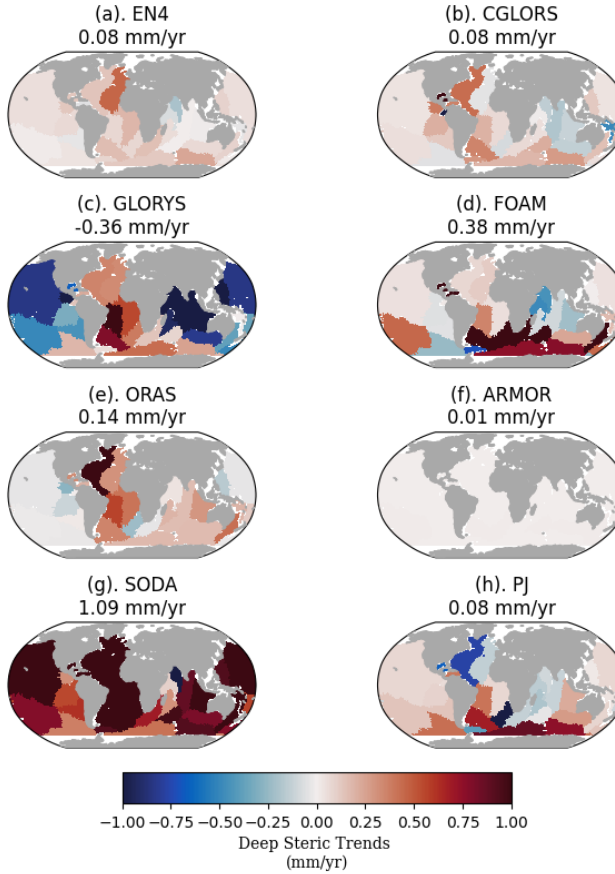 (a). EN4
0.08 mm/yr
(b). CGLORS
0.08 mm/yr
(c). GLORYS
-0.36 mm/yr
(d). FOAM
0.38 mm/yr
(e). ORAS
0.14 mm/yr
(f). ARMOR
0.01 mm/yr
(g). SODA
1.09 mm/yr
(h). PJ
0.08 mm/yr
−1.00 −0.75 −0.50 −0.25 0.00 0.25 0.50 0.75 1.00
Deep Steric Trends
(mm/yr)